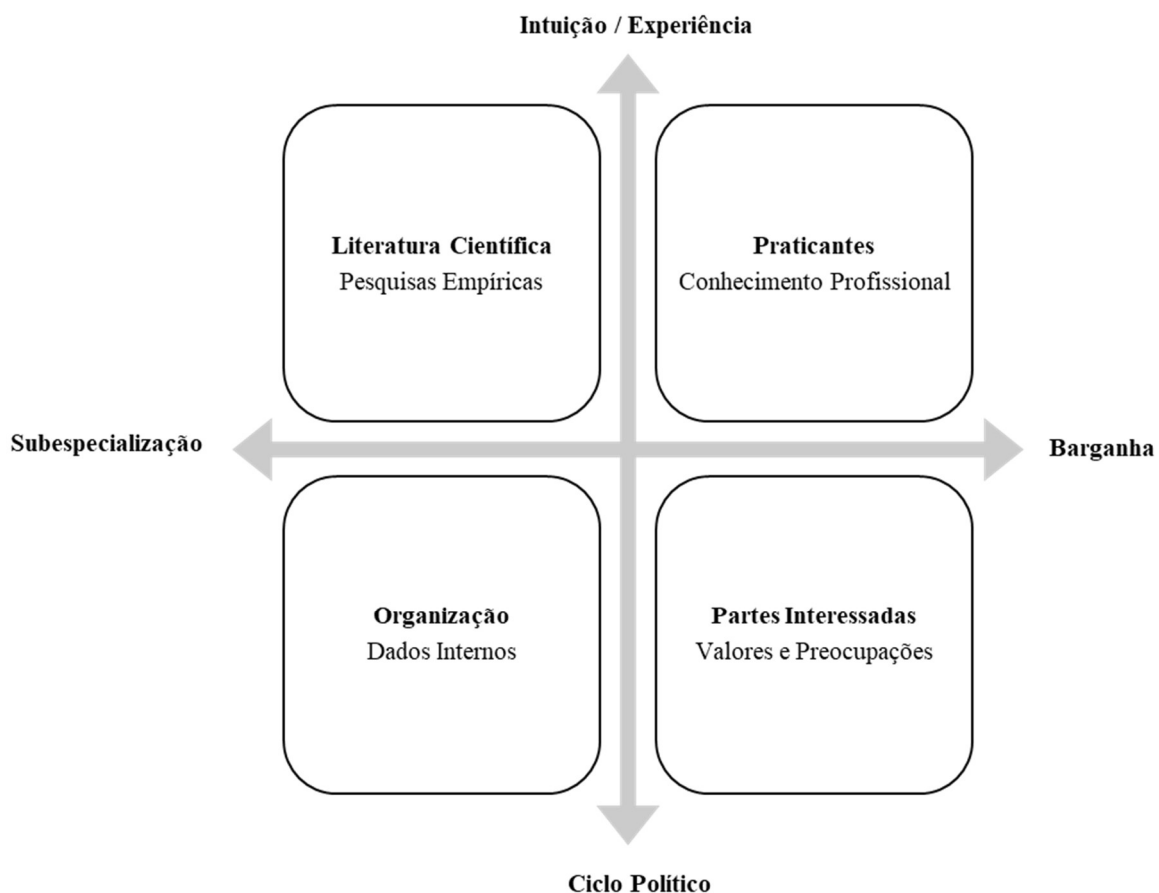 Intuição / Experiência
Literatura Científica
Pesquisas Empíricas
Praticantes
Conhecimento Profissional
Subespecialização
Barganha
Organização
Dados Internos
Partes Interessadas
Valores e Preocupações
Ciclo Político